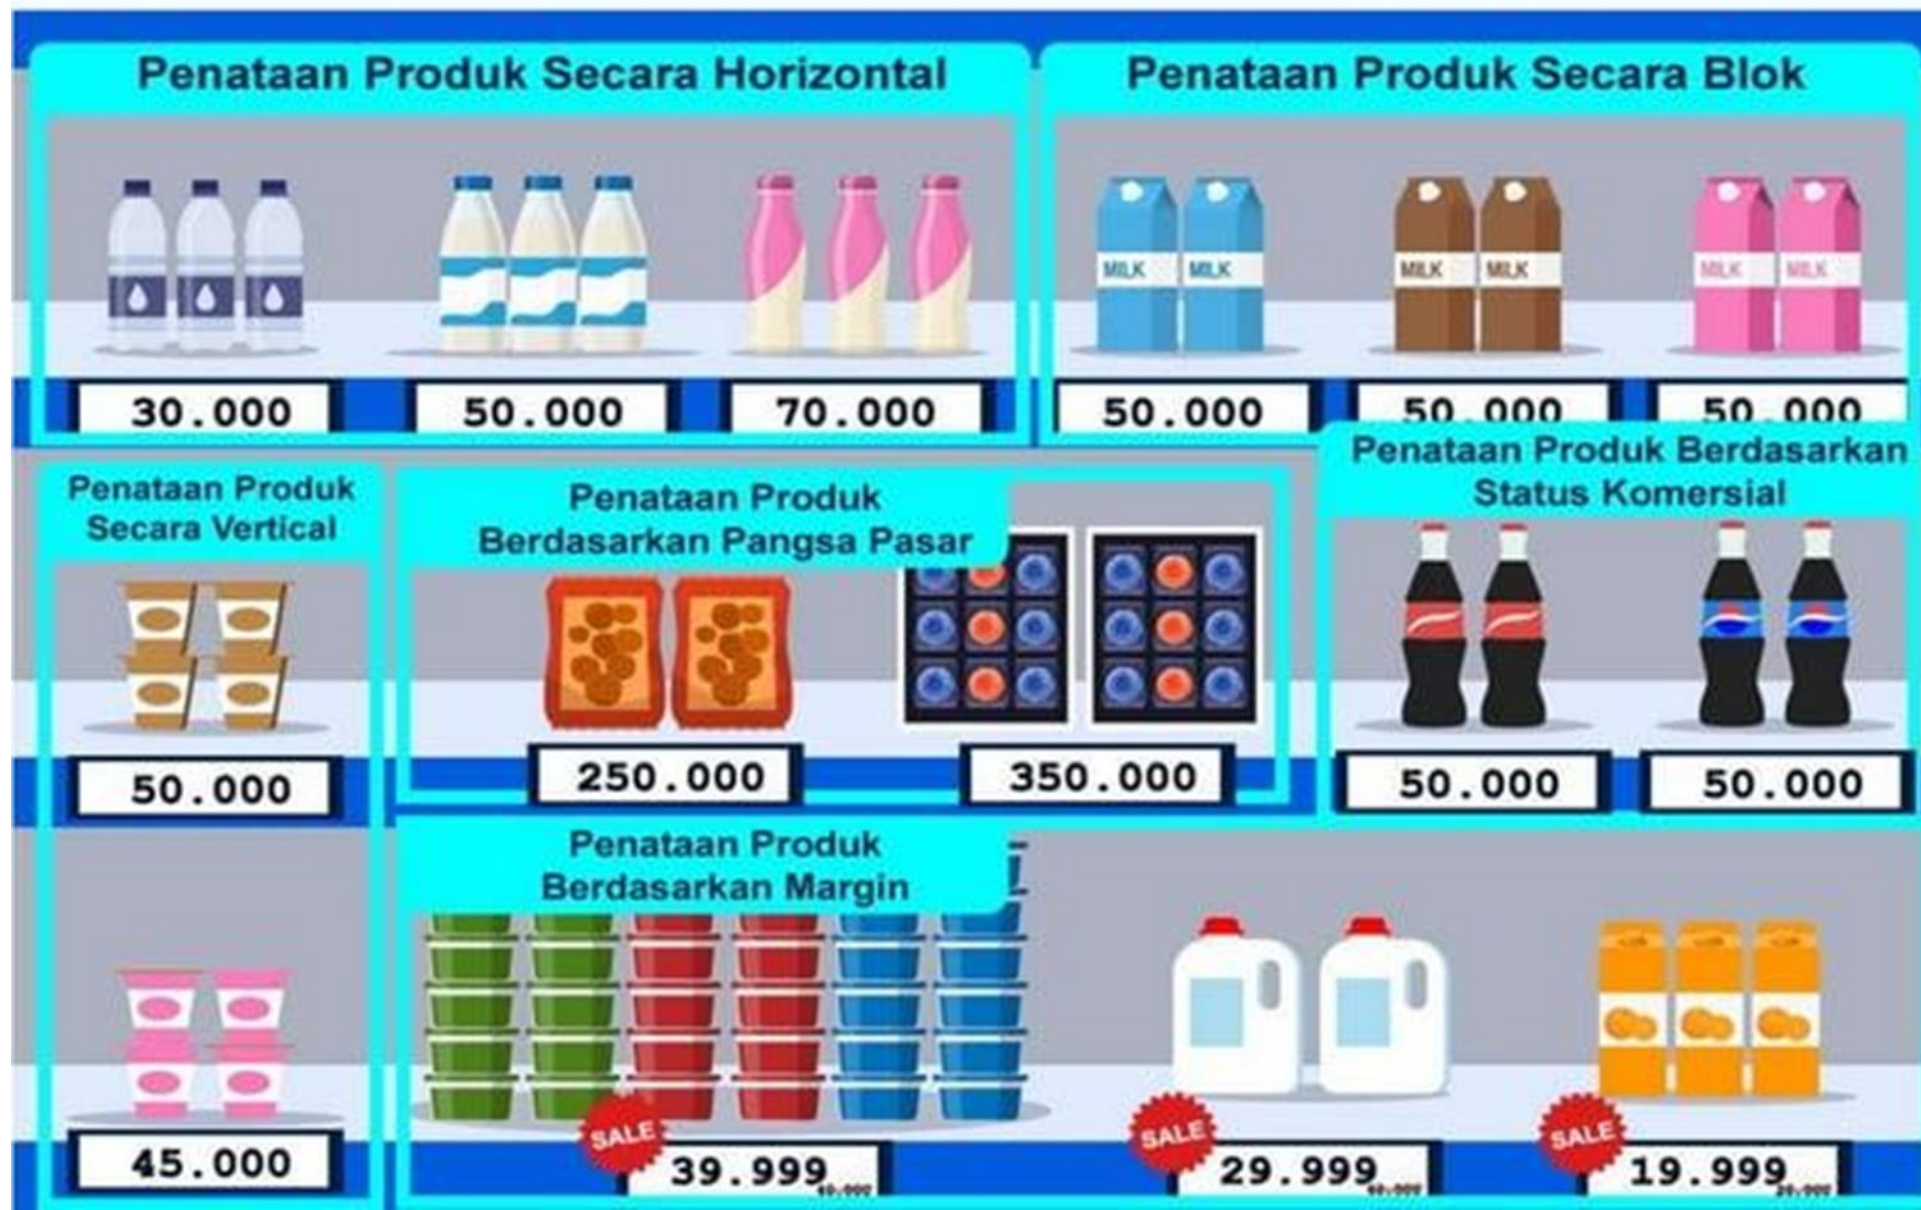 Penataan Produk Secara Horizontal
Penataan Produk Secara Blok
MILK MILK MILK MILK MILK MILK
30.000 50.000 70.000 50.000 50.000 50.000
Penataan Produk
Secara Vertical
Penataan Produk
Berdasarkan Pangsa Pasar
Penataan Produk Berdasarkan
Status Komersial
50.000 250.000 350.000 50.000 50.000
Penataan Produk
Berdasarkan Margin
45.000
SALE SALE SALE
39.999 29.999 19.999